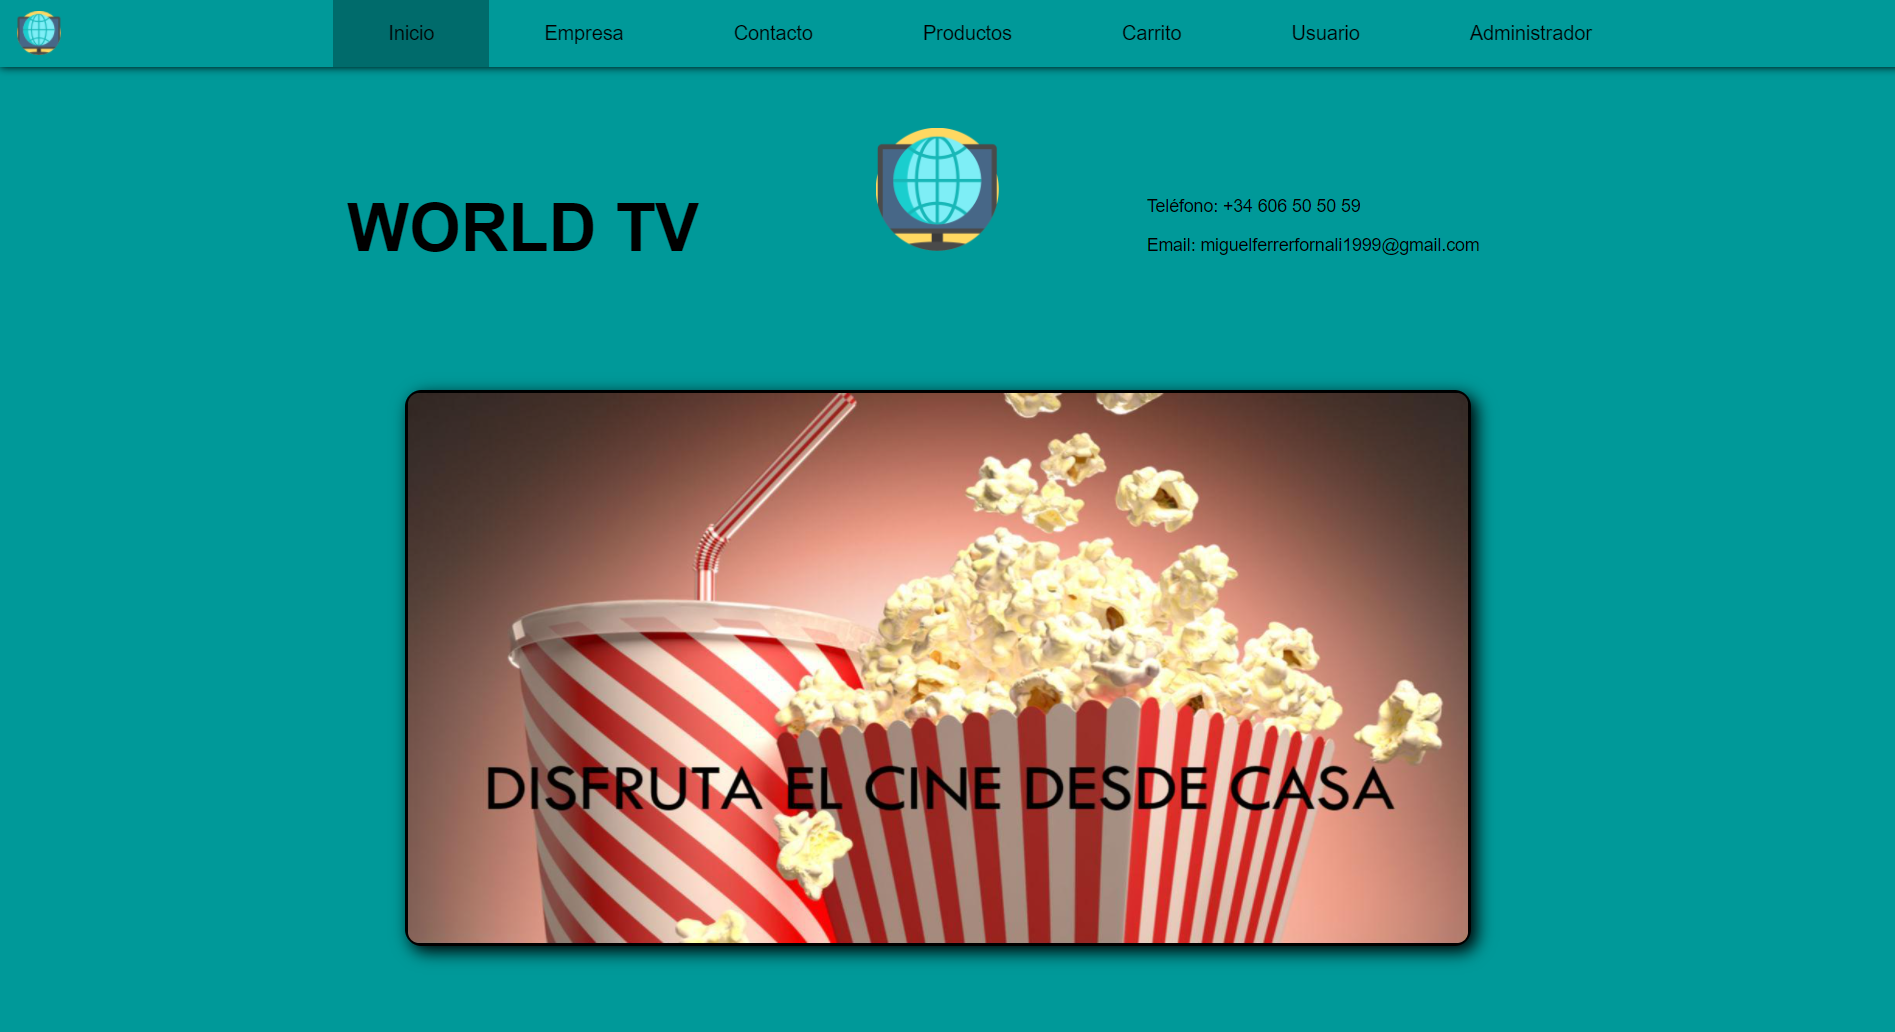 Inicio
Empresa
Contacto
Productos
Carrito
Usuario
Administrador
WORLD TV
Teléfono: +34 606 50 50 59
Email: miguelferrerfornali1999@gmail.com
DISFRUTA EL CINE DESDE CASA